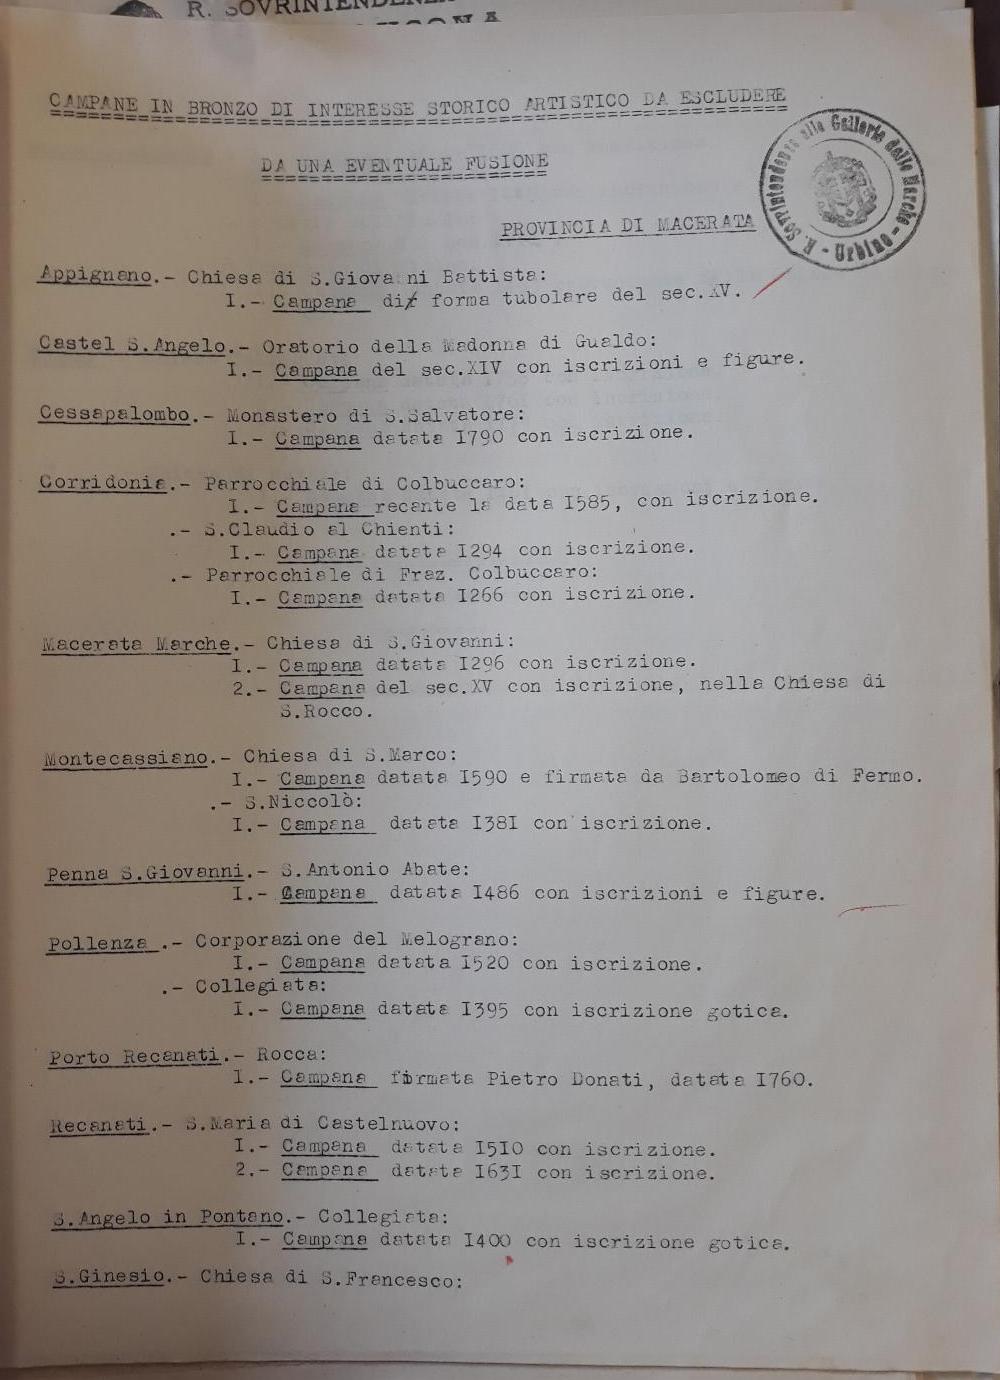 R. SOVRINTENDENZA
ANCONA
CAMPANE IN BRONZO DI INTERESSE STORICO ARTISTICO DA ESCLUDERE
DA UNA EVENTUALE FUSIONE
R. Sovrintendenza alle Gallerie delle Marche - Urbino -
PROVINCIA DI MACERATA
Appignano.- Chiesa di S.Giovanni Battista:
I.- Campana di forma tubolare del sec.XV.
Castel S.Angelo.- Oratorio della Madonna di Gualdo:
I.- Campana del sec.XIV con iscrizioni e figure.
Cessapalombo.- Monastero di S.Salvatore:
I.- Campana datata I790 con iscrizione.
Corridonia.- Parrocchiale di Colbuccaro:
I.- Campana recante la data I585, con iscrizione.
.- S.Claudio al Chienti:
I.- Campana datata I294 con iscrizione.
.- Parrocchiale di Fraz. Colbuccaro:
I.- Campana datata I266 con iscrizione.
Macerata Marche.- Chiesa di S.Giovanni:
I.- Campana datata I296 con iscrizione.
2.- Campana del sec.XV con iscrizione, nella Chiesa di
S.Rocco.
Montecassiano.- Chiesa di S.Marco:
I.- Campana datata I590 e firmata da Bartolomeo di Fermo.
.- S.Niccolò:
I.- Campana datata I38I con iscrizione.
Penna S.Giovanni.- S.Antonio Abate:
I.- Campana datata I486 con iscrizioni e figure.
Pollenza .- Corporazione del Melograno:
I.- Campana datata I520 con iscrizione.
.- Collegiata:
I.- Campana datata I395 con iscrizione gotica.
Porto Recanati.- Rocca:
I.- Campana firmata Pietro Donati, datata I760.
Recanati.- S.Maria di Castelnuovo:
I.- Campana datata I5I0 con iscrizione.
2.- Campana datata I63I con iscrizione.
S.Angelo in Pontano.- Collegiata:
I.- Campana datata I400 con iscrizione gotica.
S.Ginesio.- Chiesa di S.Francesco: